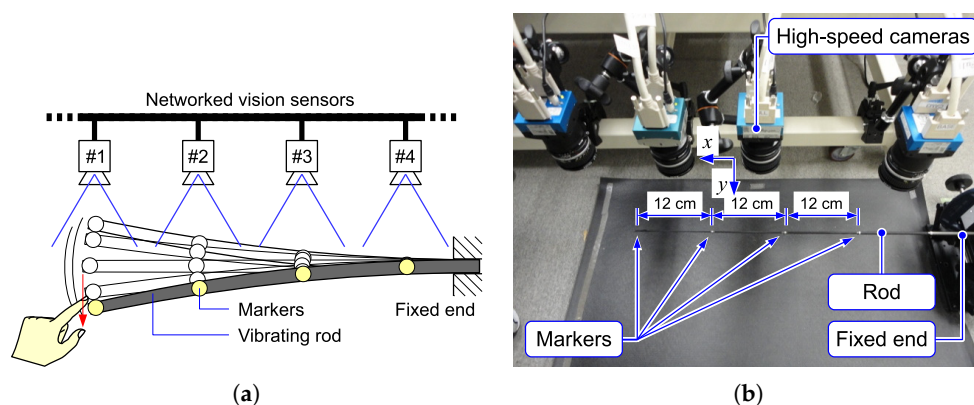 Networked vision sensors
#1
#2
#3
#4
Markers
Vibrating rod
Fixed end
(a)
High-speed cameras
x
y
12 cm
12 cm
12 cm
Rod
Markers
Fixed end
(b)